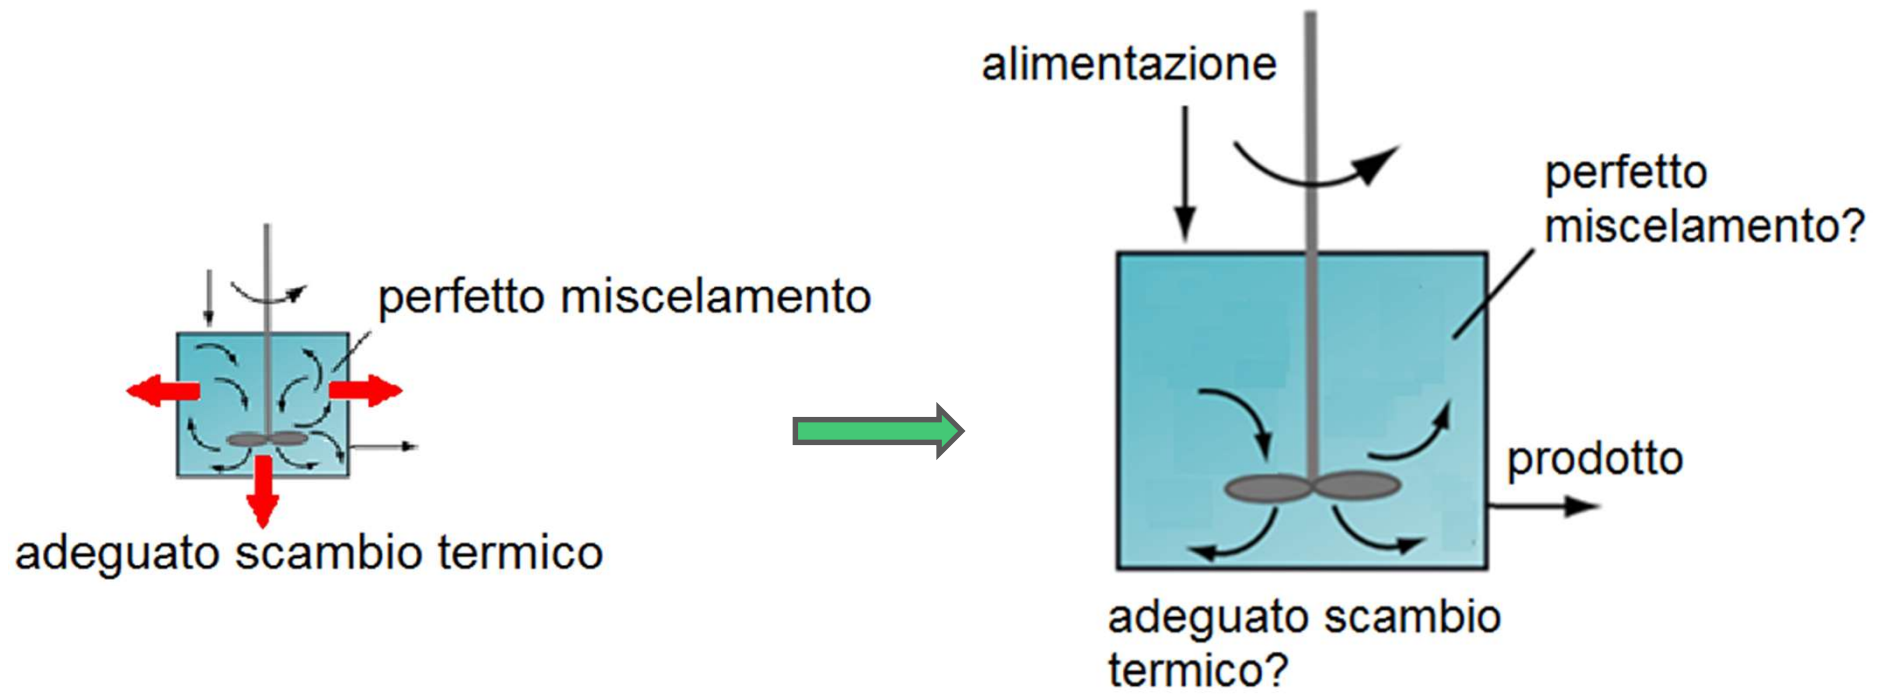 perfetto miscelamento
adeguato scambio termico
alimentazione
perfetto
miscelamento?
prodotto
adeguato scambio
termico?